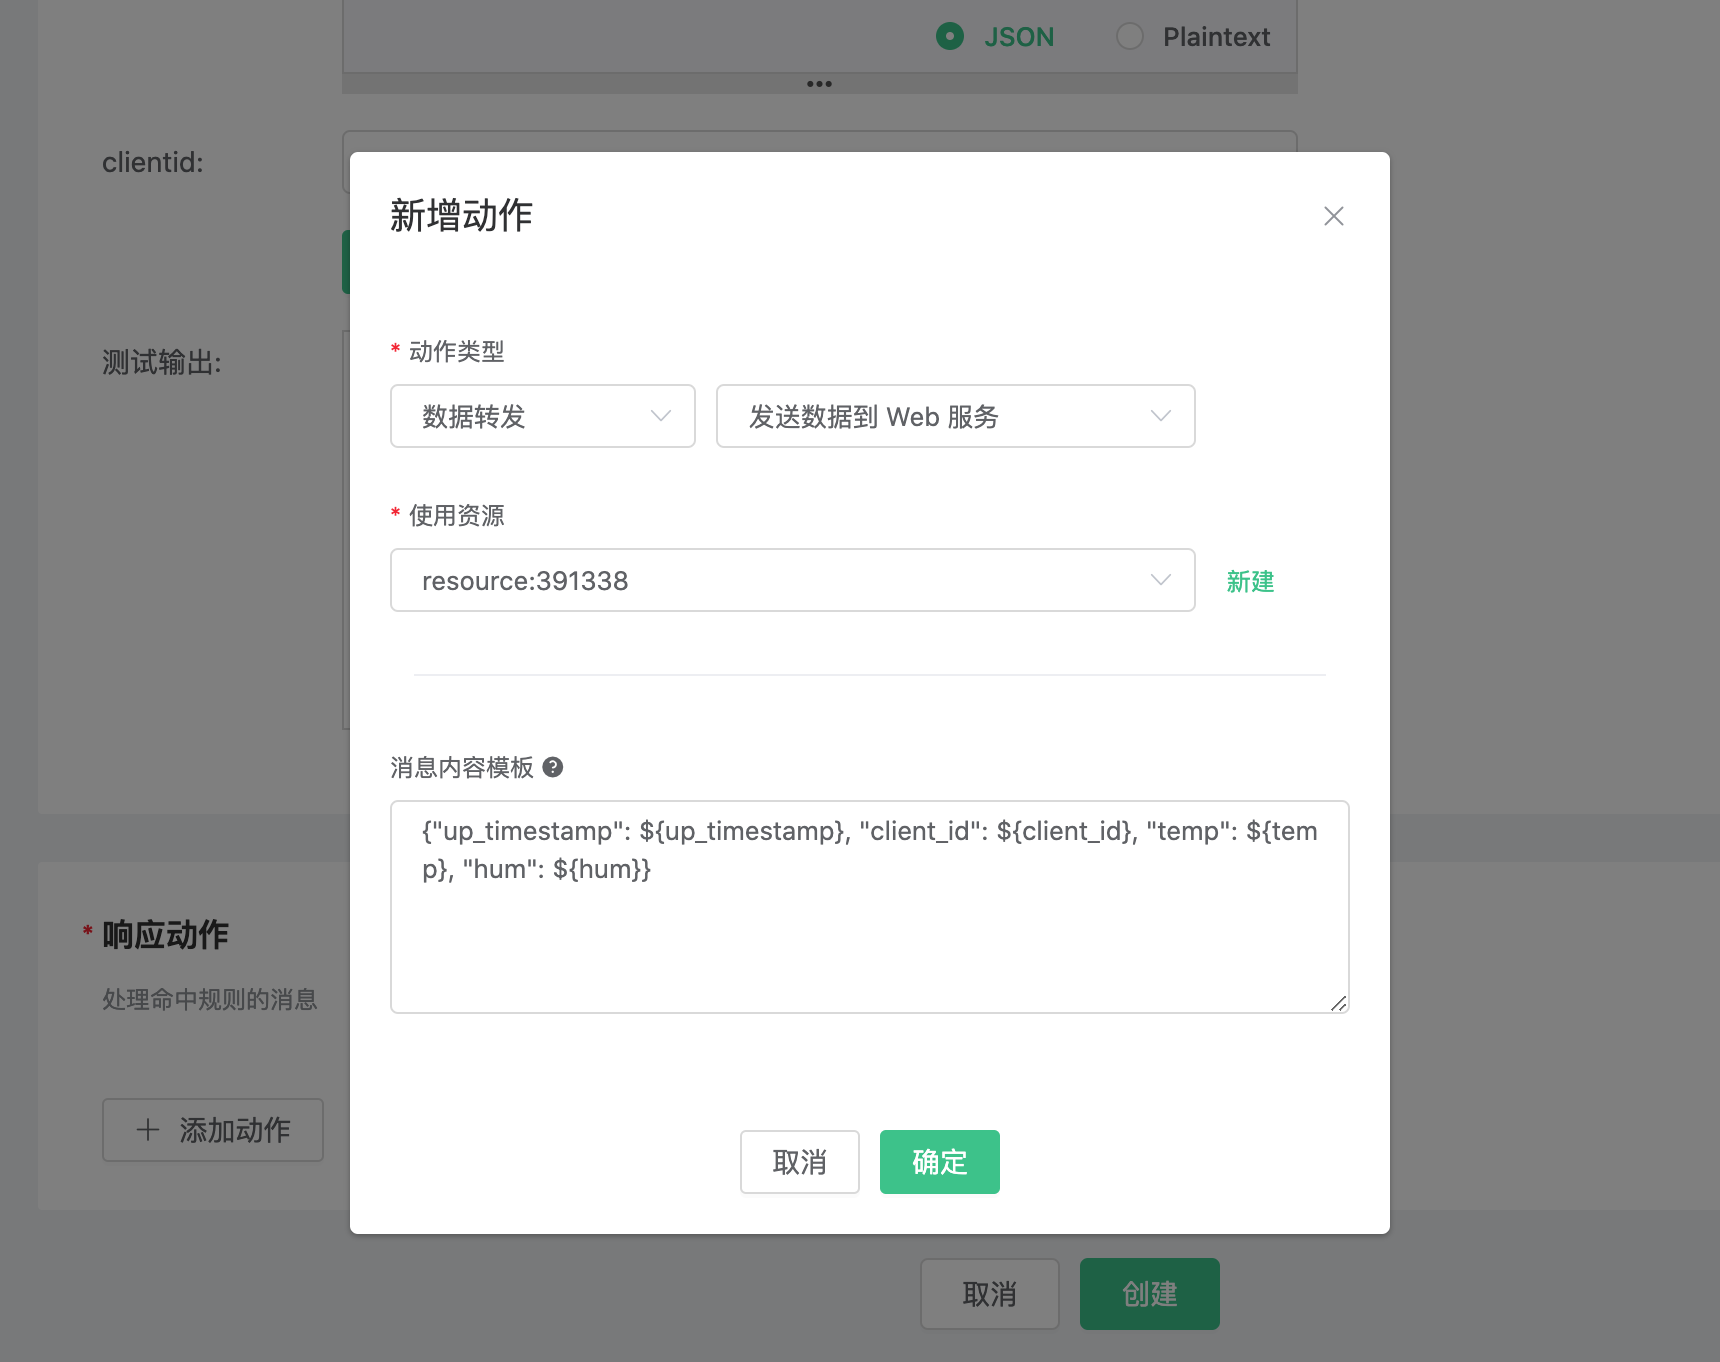 JSON Plaintext
•••
clientid:
新增动作
* 动作类型
测试输出:
数据转发 发送数据到 Web 服务
* 使用资源
resource:391338 新建
消息内容模板 ?
{"up_timestamp": ${up_timestamp}, "client_id": ${client_id}, "temp": ${tem
p}, "hum": ${hum}}
* 响应动作
处理命中规则的消息
+ 添加动作
取消 确定
取消 创建